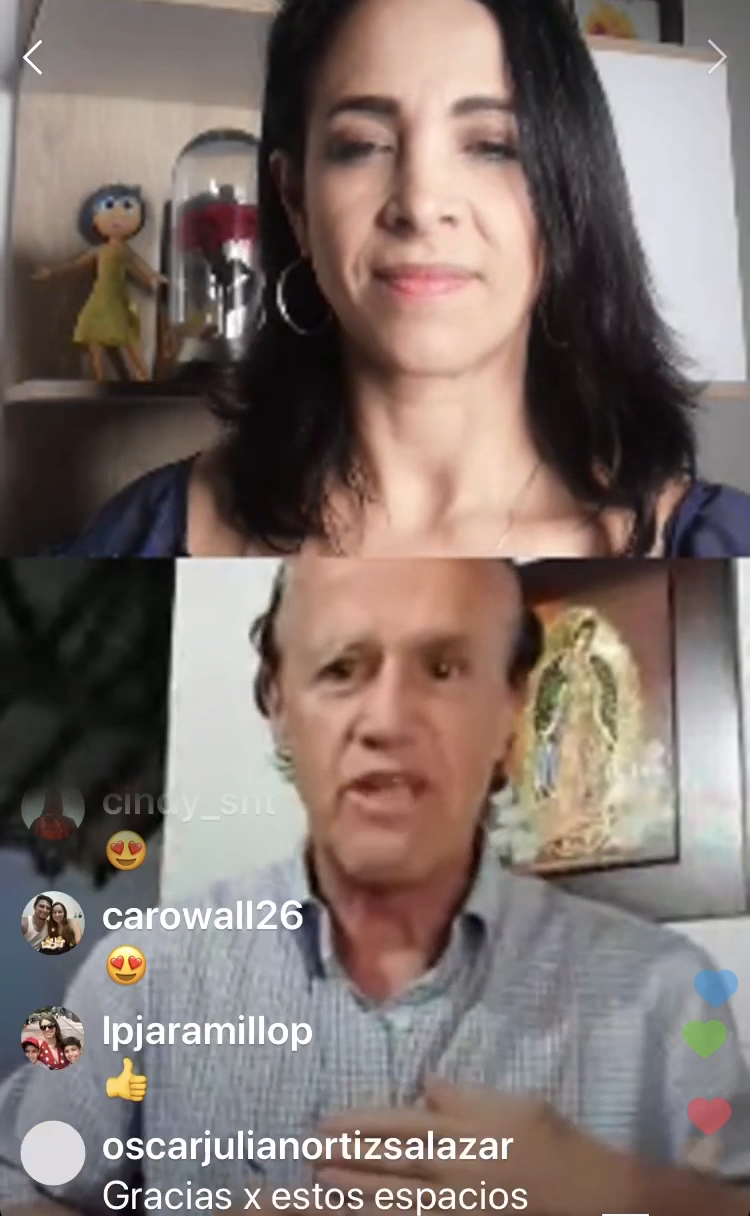 cindy_snt
😍
carowall26
😍
lpjaramillop
👍
oscarjulianortizsalazar
Gracias x estos espacios